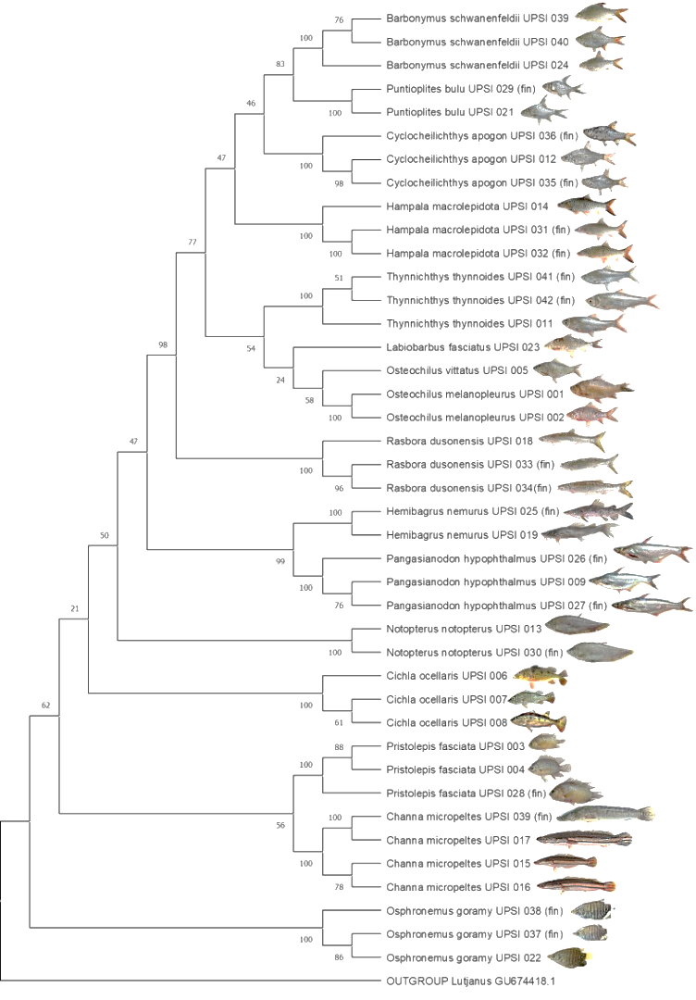 Barbonymus schwanenfeldii UPSI 039
76
100
Barbonymus schwanenfeldii UPSI 040
83
Barbonymus schwanenfeldii UPSI 024
Puntioplites bulu UPSI 029 (fin)
46
100
Puntioplites bulu UPSI 021
Cyclocheilichthys apogon UPSI 036 (fin)
47
100
Cyclocheilichthys apogon UPSI 012
98
Cyclocheilichthys apogon UPSI 035 (fin)
Hampala macrolepidota UPSI 014
77
100
Hampala macrolepidota UPSI 031 (fin)
100
Hampala macrolepidota UPSI 032 (fin)
51
Thynnichthys thynnoides UPSI 041 (fin)
100
Thynnichthys thynnoides UPSI 042 (fin)
Thynnichthys thynnoides UPSI 011
98
54
Labiobarbus fasciatus UPSI 023
24
Osteochilus vittatus UPSI 005
58
Osteochilus melanopleurus UPSI 001
100
Osteochilus melanopleurus UPSI 002
47
Rasbora dusonensis UPSI 018
100
Rasbora dusonensis UPSI 033 (fin)
96
Rasbora dusonensis UPSI 034(fin)
100
Hemibagrus nemurus UPSI 025 (fin)
50
Hemibagrus nemurus UPSI 019
99
Pangasianodon hypophthalmus UPSI 026 (fin)
100
Pangasianodon hypophthalmus UPSI 009
76
Pangasianodon hypophthalmus UPSI 027 (fin)
21
Notopterus notopterus UPSI 013
100
Notopterus notopterus UPSI 030 (fin)
Cichla ocellaris UPSI 006
62
100
Cichla ocellaris UPSI 007
61
Cichla ocellaris UPSI 008
88
Pristolepis fasciata UPSI 003
100
Pristolepis fasciata UPSI 004
Pristolepis fasciata UPSI 028 (fin)
56
100
Channa micropeltes UPSI 039 (fin)
Channa micropeltes UPSI 017
100
Channa micropeltes UPSI 015
78
Channa micropeltes UPSI 016
Osphronemus goramy UPSI 038 (fin)
100
Osphronemus goramy UPSI 037 (fin)
86
Osphronemus goramy UPSI 022
OUTGROUP Lutjanus GU674418.1